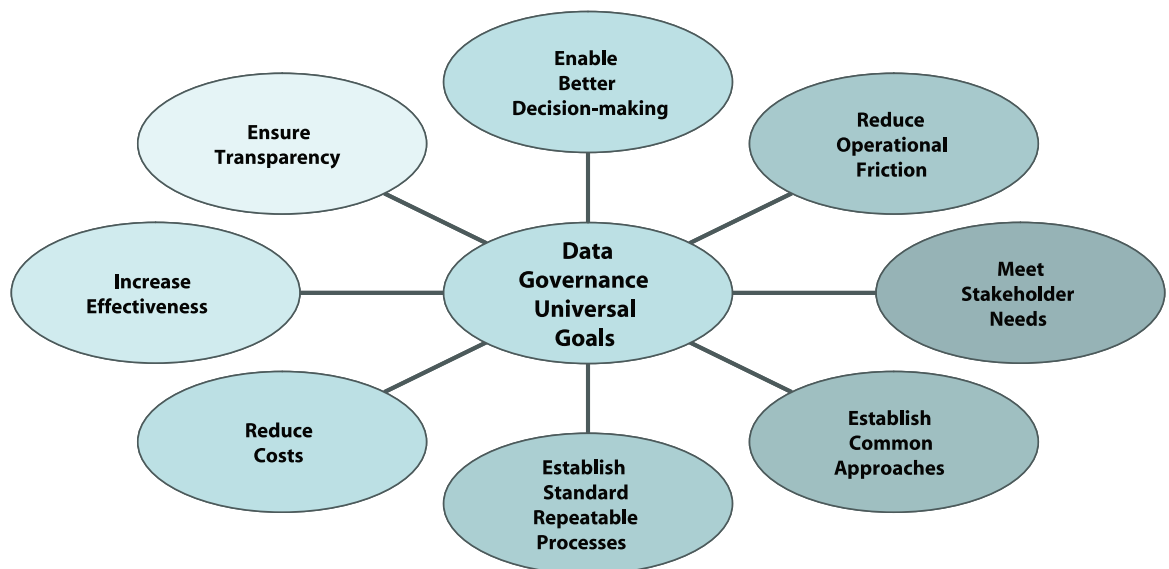 Enable
Better
Decision-making
Ensure
Transparency
Reduce
Operational
Friction
Increase
Effectiveness
Data
Governance
Universal
Goals
Meet
Stakeholder
Needs
Reduce
Costs
Establish
Standard
Repeatable
Processes
Establish
Common
Approaches